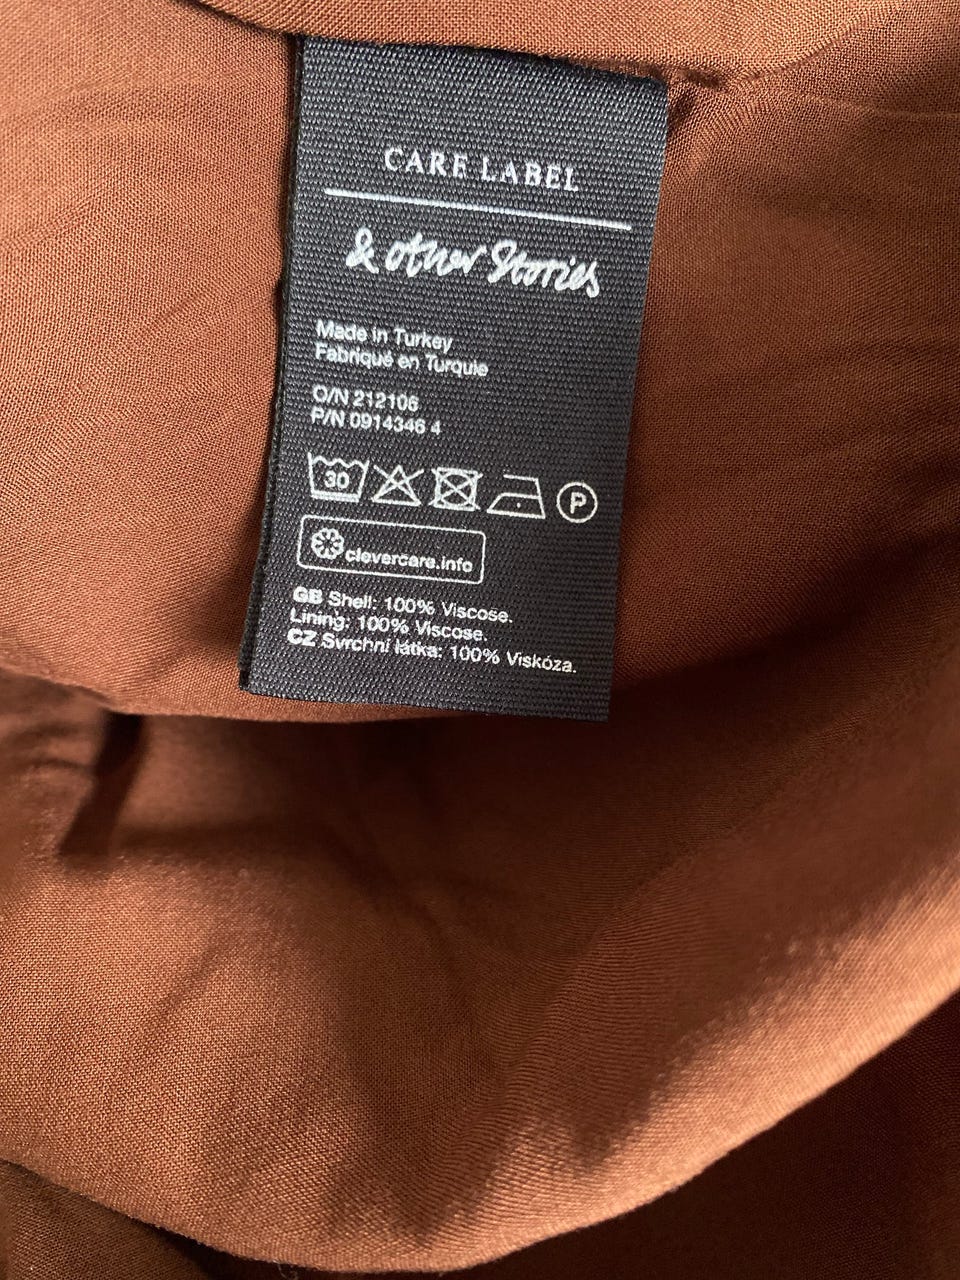 CARE LABEL
& other Stories
Made in Turkey
Fabriqué en Turquie
O/N 212106
P/N 0914346 4
30 P
clevercare.info
GB Shell: 100% Viscose.
Lining: 100% Viscose.
CZ Svrchní látka: 100% Viskóza.